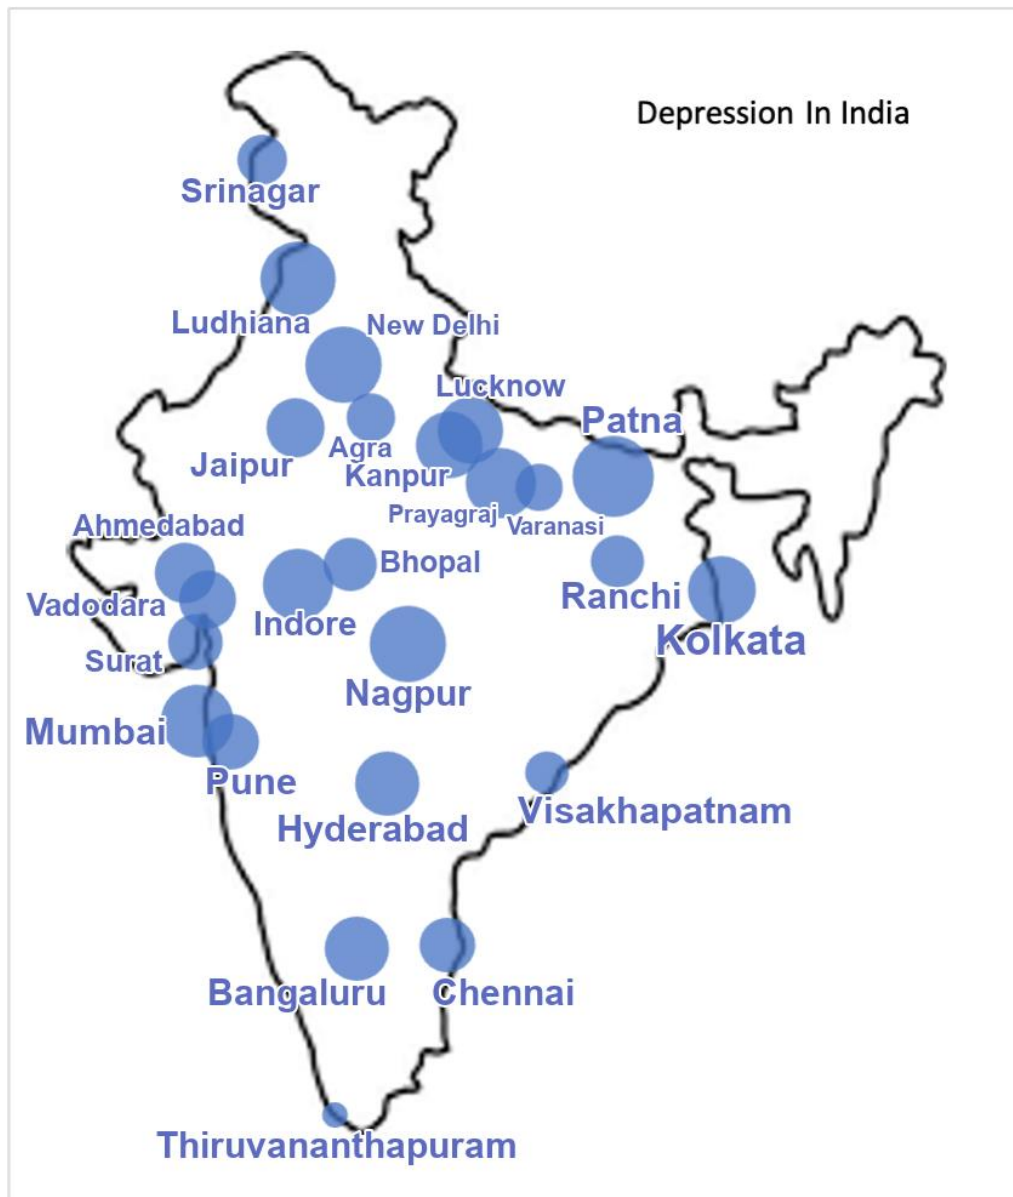 Depression In India
Srinagar
Ludhiana
New Delhi
Lucknow
Patna
Agra
Jaipur
Kanpur
Prayagraj
Varanasi
Ahmedabad
Bhopal
Vadodara
Ranchi
Indore
Kolkata
Surat
Nagpur
Mumbai
Pune
Visakhapatnam
Hyderabad
Bangaluru
Chennai
Thiruvananthapuram